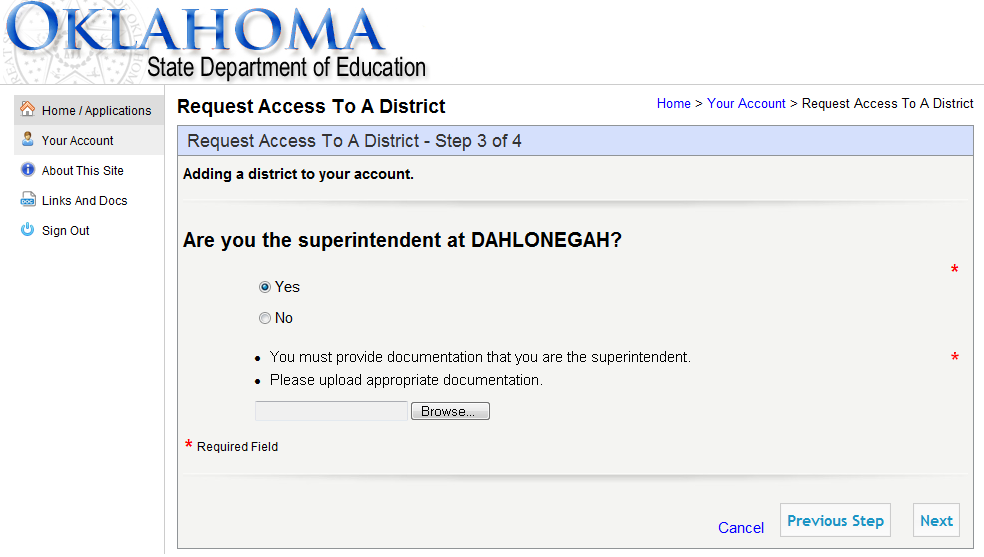 OKLAHOMA
State Department of Education
Home / Applications
Your Account
About This Site
Links And Docs
Sign Out
Request Access To A District
Home > Your Account > Request Access To A District
Request Access To A District - Step 3 of 4
Adding a district to your account.
Are you the superintendent at DAHLONEGAH?
*
Yes
No
• You must provide documentation that you are the superintendent.
*
• Please upload appropriate documentation.
Browse...
* Required Field
Cancel
Previous Step
Next